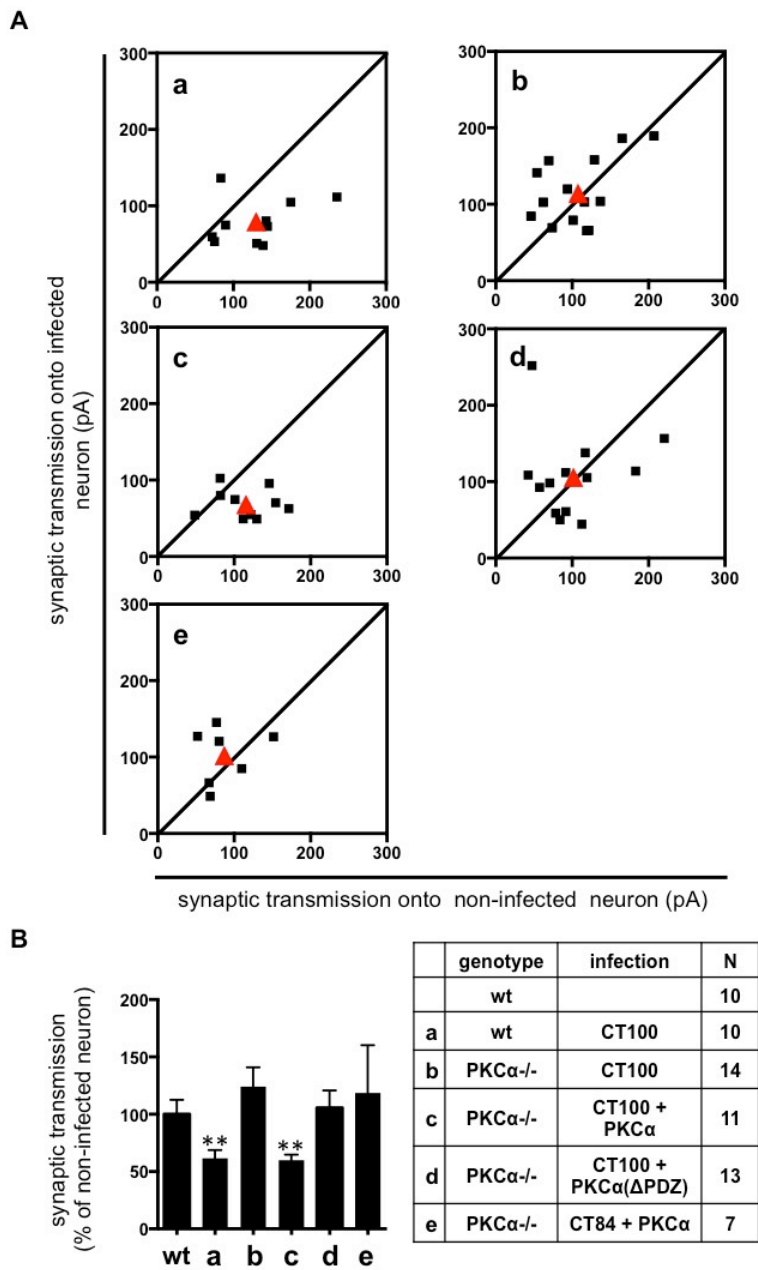 A
a
300
200
100
0
0 100 200 300
b
300
200
100
0
0 100 200 300
c
300
200
100
0
0 100 200 300
d
300
200
100
0
0 100 200 300
e
300
200
100
0
0 100 200 300
synaptic transmission onto infected
neuron (pA)
synaptic transmission onto non-infected neuron (pA)
B
synaptic transmission
(% of non-infected neuron)
200
150
100
50
0
** **
wt a b c d e
genotype infection N
wt 10
a wt CT100 10
b PKCα-/- CT100 14
c PKCα-/- CT100 + PKCα 11
d PKCα-/- CT100 + PKCα(ΔPDZ) 13
e PKCα-/- CT84 + PKCα 7